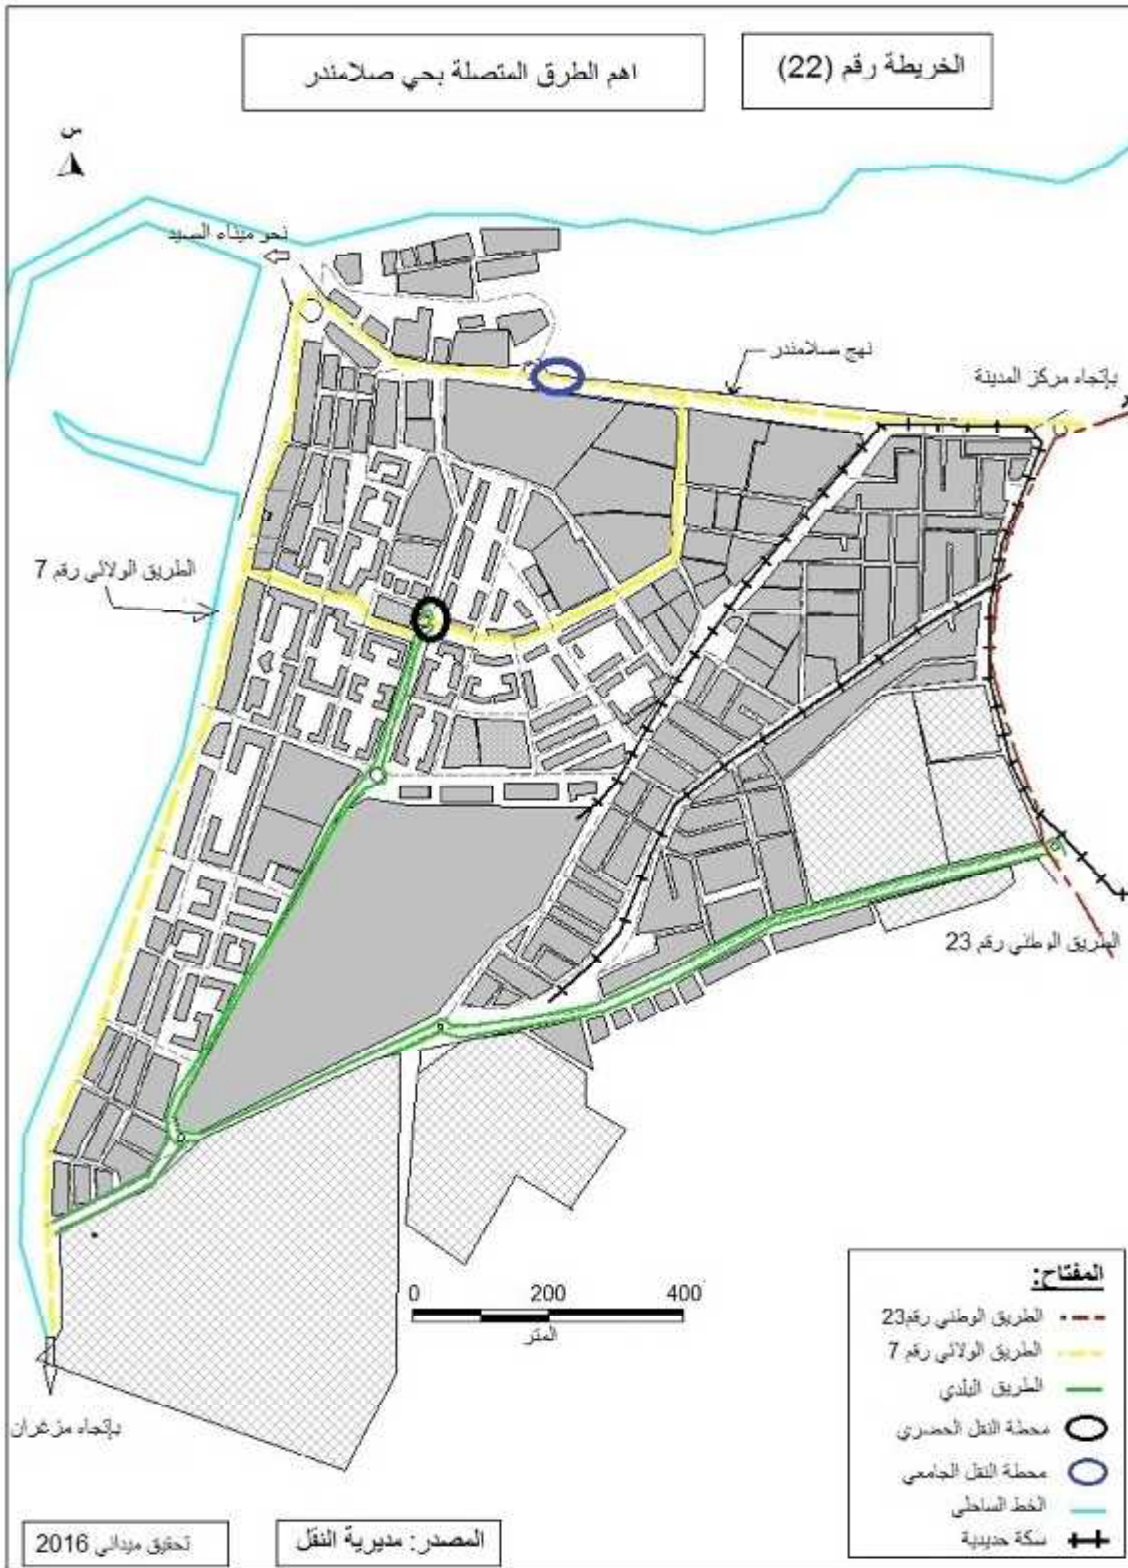 الخريطة رقم (22)
اهم الطرق المتصلة بحي صلامندر
س
نحو ميناء الصيد
نهج صلامندر
بإتجاه مركز المدينة
الطريق الولائي رقم 7
الطريق الوطني رقم 23
0 200 400
المتر
بإتجاه مزغران
المفتاح:
الطريق الوطني رقم23
الطريق الولائي رقم 7
الطريق البلدي
محطة النقل الحضري
محطة النقل الجامعي
الخط الساحلي
سكة حديدية
المصدر: مديرية النقل
تحقيق ميداني 2016